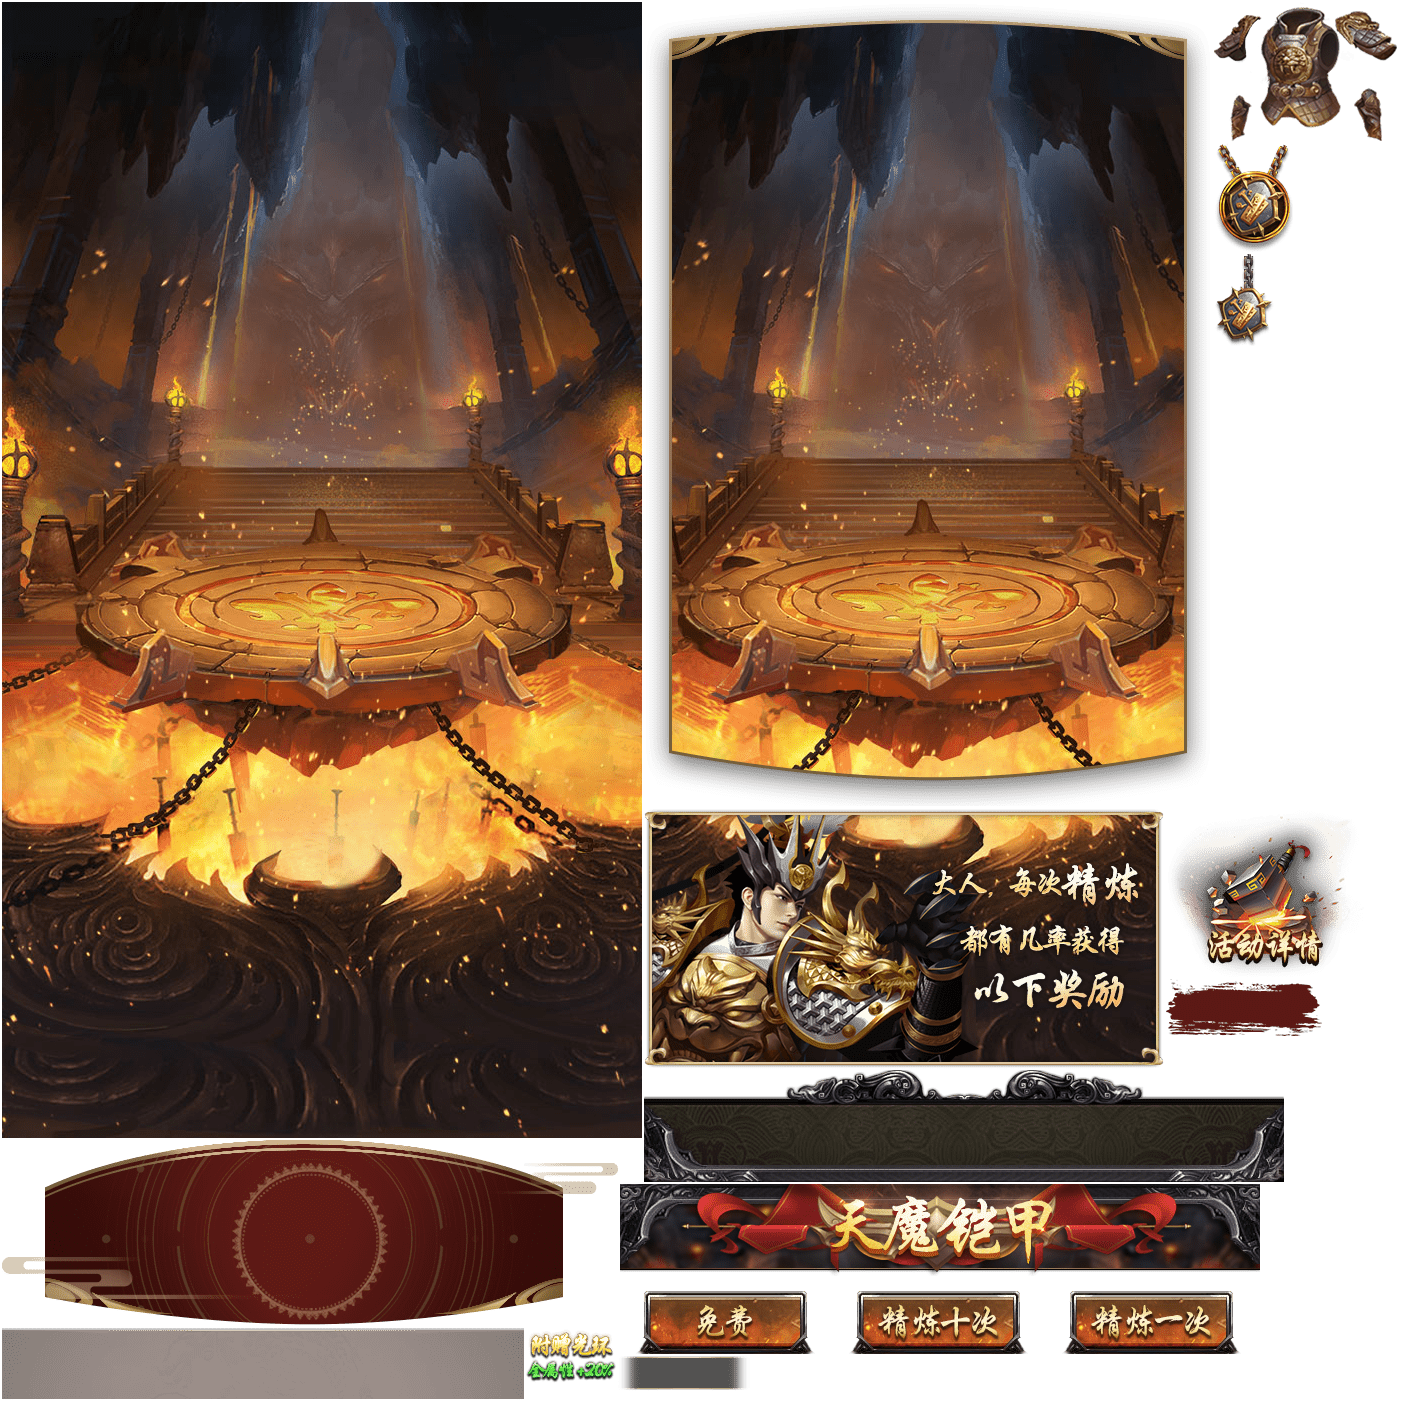 大人，每次精炼
都有几率获得
以下奖励
活动详情
天魔铠甲
免费
精炼十次
精炼一次
附赠光环
全属性+20%